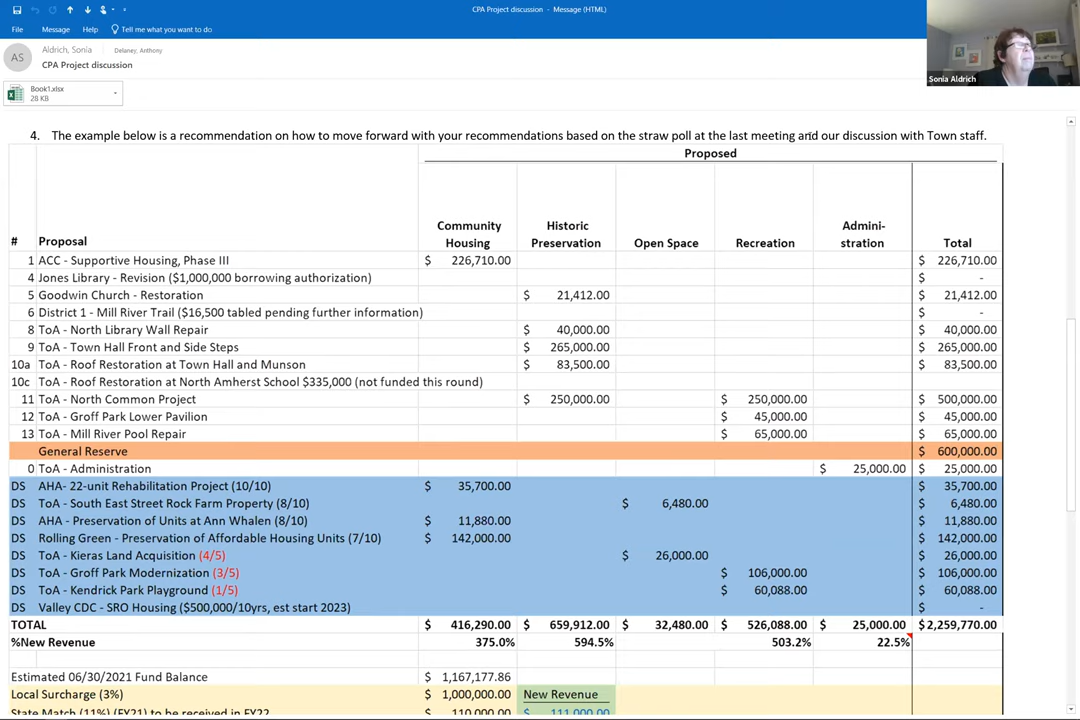 CPA Project discussion - Message (HTML)
File Message Help Tell me what you want to do
AS
Aldrich, Sonia Delaney, Anthony
CPA Project discussion
Book1.xlsx
28 KB
Sonia Aldrich
4. The example below is a recommendation on how to move forward with your recommendations based on the straw poll at the last meeting and our discussion with Town staff.
Proposed
# Proposal Community Housing Historic Preservation Open Space Recreation Admini-stration Total
1 ACC - Supportive Housing, Phase III $ 226,710.00 $ 226,710.00
4 Jones Library - Revision ($1,000,000 borrowing authorization) $ -
5 Goodwin Church - Restoration $ 21,412.00 $ 21,412.00
6 District 1 - Mill River Trail ($16,500 tabled pending further information) $ -
8 ToA - North Library Wall Repair $ 40,000.00 $ 40,000.00
9 ToA - Town Hall Front and Side Steps $ 265,000.00 $ 265,000.00
10a ToA - Roof Restoration at Town Hall and Munson $ 83,500.00 $ 83,500.00
10c ToA - Roof Restoration at North Amherst School $335,000 (not funded this round)
11 ToA - North Common Project $ 250,000.00 $ 250,000.00 $ 500,000.00
12 ToA - Groff Park Lower Pavilion $ 45,000.00 $ 45,000.00
13 ToA - Mill River Pool Repair $ 65,000.00 $ 65,000.00
General Reserve $ 600,000.00
0 ToA - Administration $ 25,000.00 $ 25,000.00
DS AHA- 22-unit Rehabilitation Project (10/10) $ 35,700.00 $ 35,700.00
DS ToA - South East Street Rock Farm Property (8/10) $ 6,480.00 $ 6,480.00
DS AHA - Preservation of Units at Ann Whalen (8/10) $ 11,880.00 $ 11,880.00
DS Rolling Green - Preservation of Affordable Housing Units (7/10) $ 142,000.00 $ 142,000.00
DS ToA - Kieras Land Acquisition (4/5) $ 26,000.00 $ 26,000.00
DS ToA - Groff Park Modernization (3/5) $ 106,000.00 $ 106,000.00
DS ToA - Kendrick Park Playground (1/5) $ 60,088.00 $ 60,088.00
DS Valley CDC - SRO Housing ($500,000/10yrs, est start 2023) $ -
TOTAL $ 416,290.00 $ 659,912.00 $ 32,480.00 $ 526,088.00 $ 25,000.00 $ 2,259,770.00
%New Revenue 375.0% 594.5% 503.2% 22.5%
Estimated 06/30/2021 Fund Balance $ 1,167,177.86
Local Surcharge (3%) $ 1,000,000.00 New Revenue
State Match (11%) (FY21) to be received in FY22 $ 110,000.00 $ 111,000.00